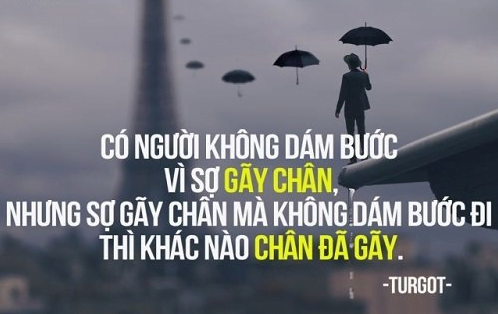 CÓ NGƯỜI KHÔNG DÁM BƯỚC
VÌ SỢ GÃY CHÂN,
NHƯNG SỢ GÃY CHÂN MÀ KHÔNG DÁM BƯỚC ĐI
THÌ KHÁC NÀO CHÂN ĐÃ GÃY.
-TURGOT-